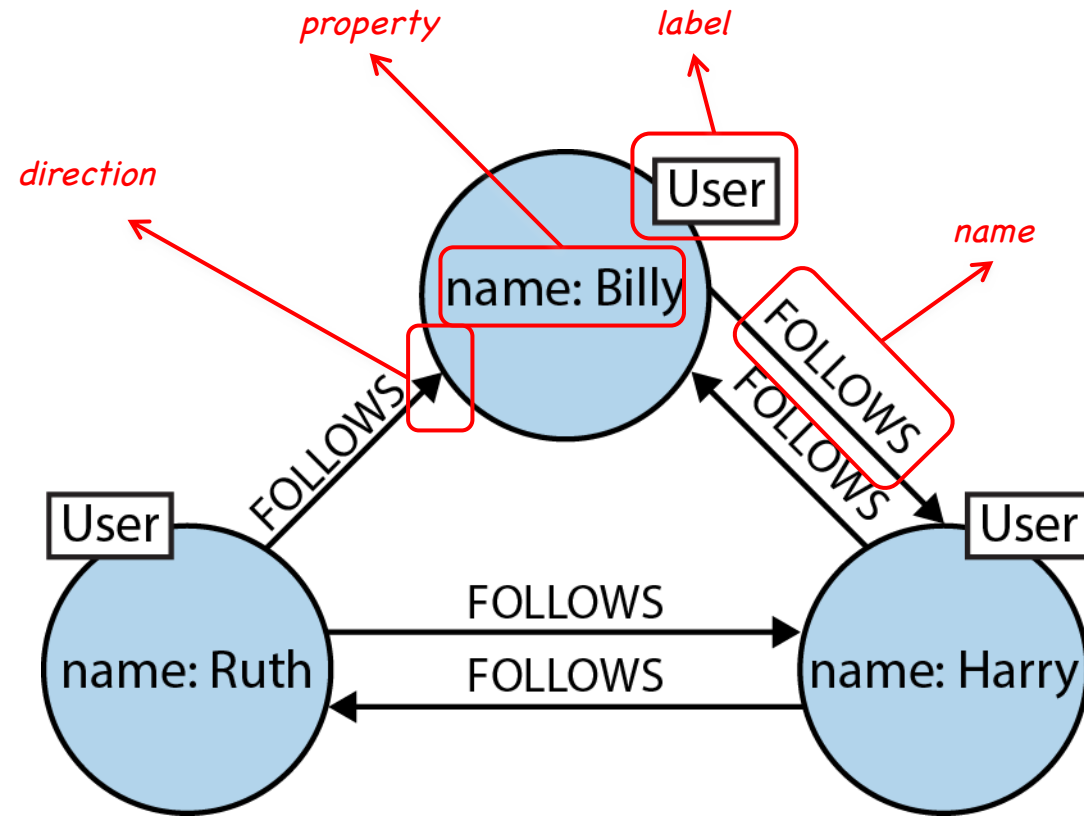 property
label
direction
User
name
name: Billy
FOLLOWS
FOLLOWS
FOLLOWS
User
User
FOLLOWS
name: Ruth
FOLLOWS
name: Harry